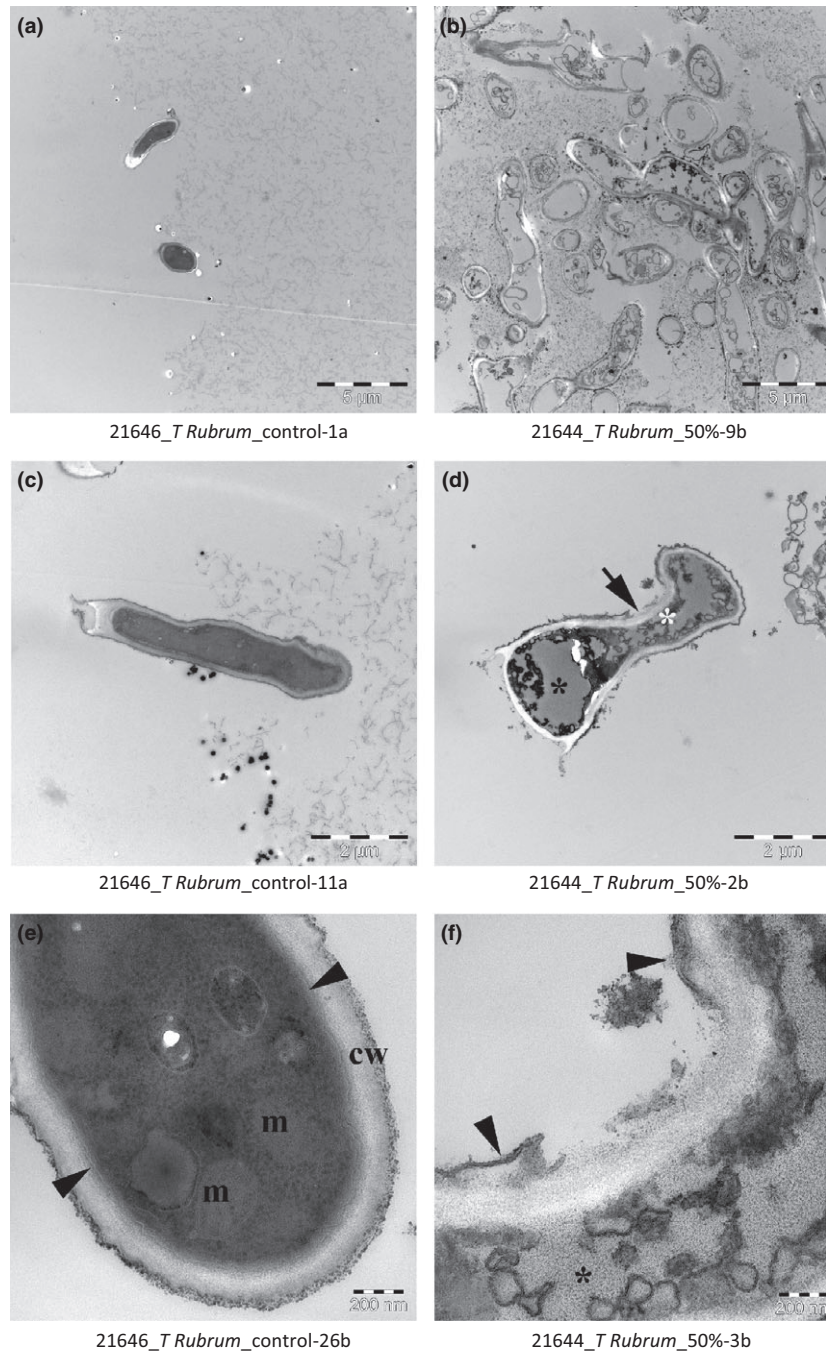 (a)
5 µm
21646_T Rubrum_control-1a
(b)
5 µm
21644_T Rubrum_50%-9b
(c)
2 µm
21646_T Rubrum_control-11a
(d)
*
*
2 µm
21644_T Rubrum_50%-2b
(e)
cw
m
m
200 nm
21646_T Rubrum_control-26b
(f)
*
200 nm
21644_T Rubrum_50%-3b